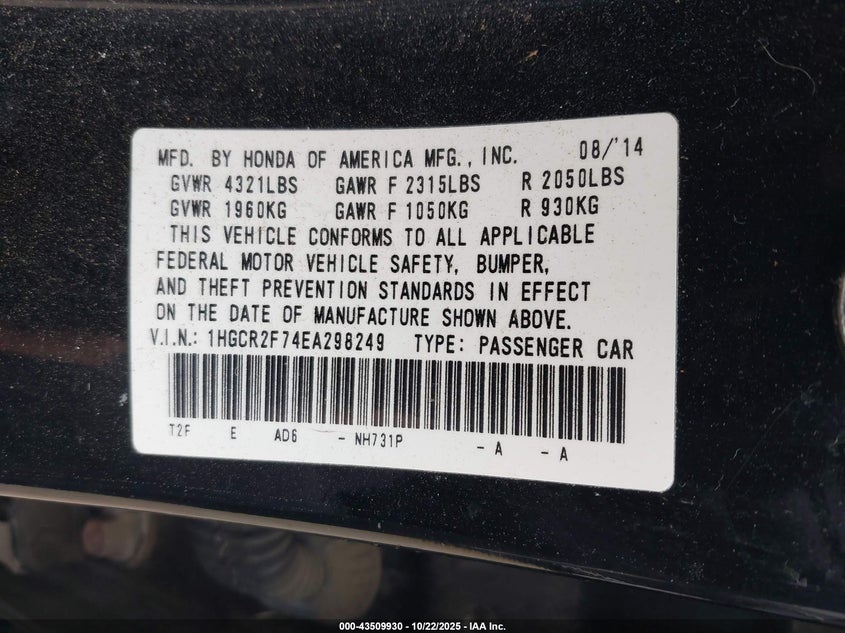 MFD. BY HONDA OF AMERICA MFG., INC. 08/'14
GVWR 4321LBS GAWR F 2315LBS R 2050LBS
GVWR 1960KG GAWR F 1050KG R 930KG
THIS VEHICLE CONFORMS TO ALL APPLICABLE
FEDERAL MOTOR VEHICLE SAFETY, BUMPER,
AND THEFT PREVENTION STANDARDS IN EFFECT
ON THE DATE OF MANUFACTURE SHOWN ABOVE.
V.I.N.: 1HGCR2F74EA298249 TYPE: PASSENGER CAR
T2F E AD6 - NH731P - A - A
000-43509930 - 10/22/2025 - IAA Inc.